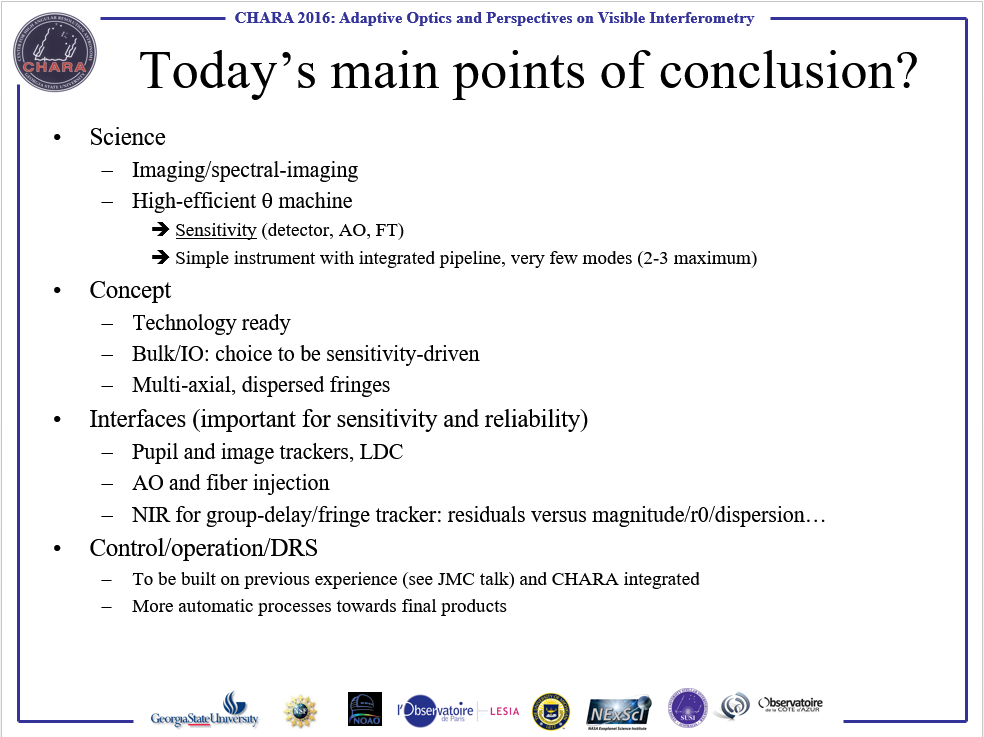 CHARA 2016: Adaptive Optics and Perspectives on Visible Interferometry
CHARA
Today's main points of conclusion?
• Science
– Imaging/spectral-imaging
– High-efficient θ machine
➔ Sensitivity (detector, AO, FT)
➔ Simple instrument with integrated pipeline, very few modes (2-3 maximum)
• Concept
– Technology ready
– Bulk/IO: choice to be sensitivity-driven
– Multi-axial, dispersed fringes
• Interfaces (important for sensitivity and reliability)
– Pupil and image trackers, LDC
– AO and fiber injection
– NIR for group-delay/fringe tracker: residuals versus magnitude/r0/dispersion…
• Control/operation/DRS
– To be built on previous experience (see JMC talk) and CHARA integrated
– More automatic processes towards final products
GeorgiaStateUniversity
NSF
NOAO
l'Observatoire
de Paris
LESIA
NExScI
NASA Exoplanet Science Institute
SUSI
Observatoire
de la CÔTE d'AZUR